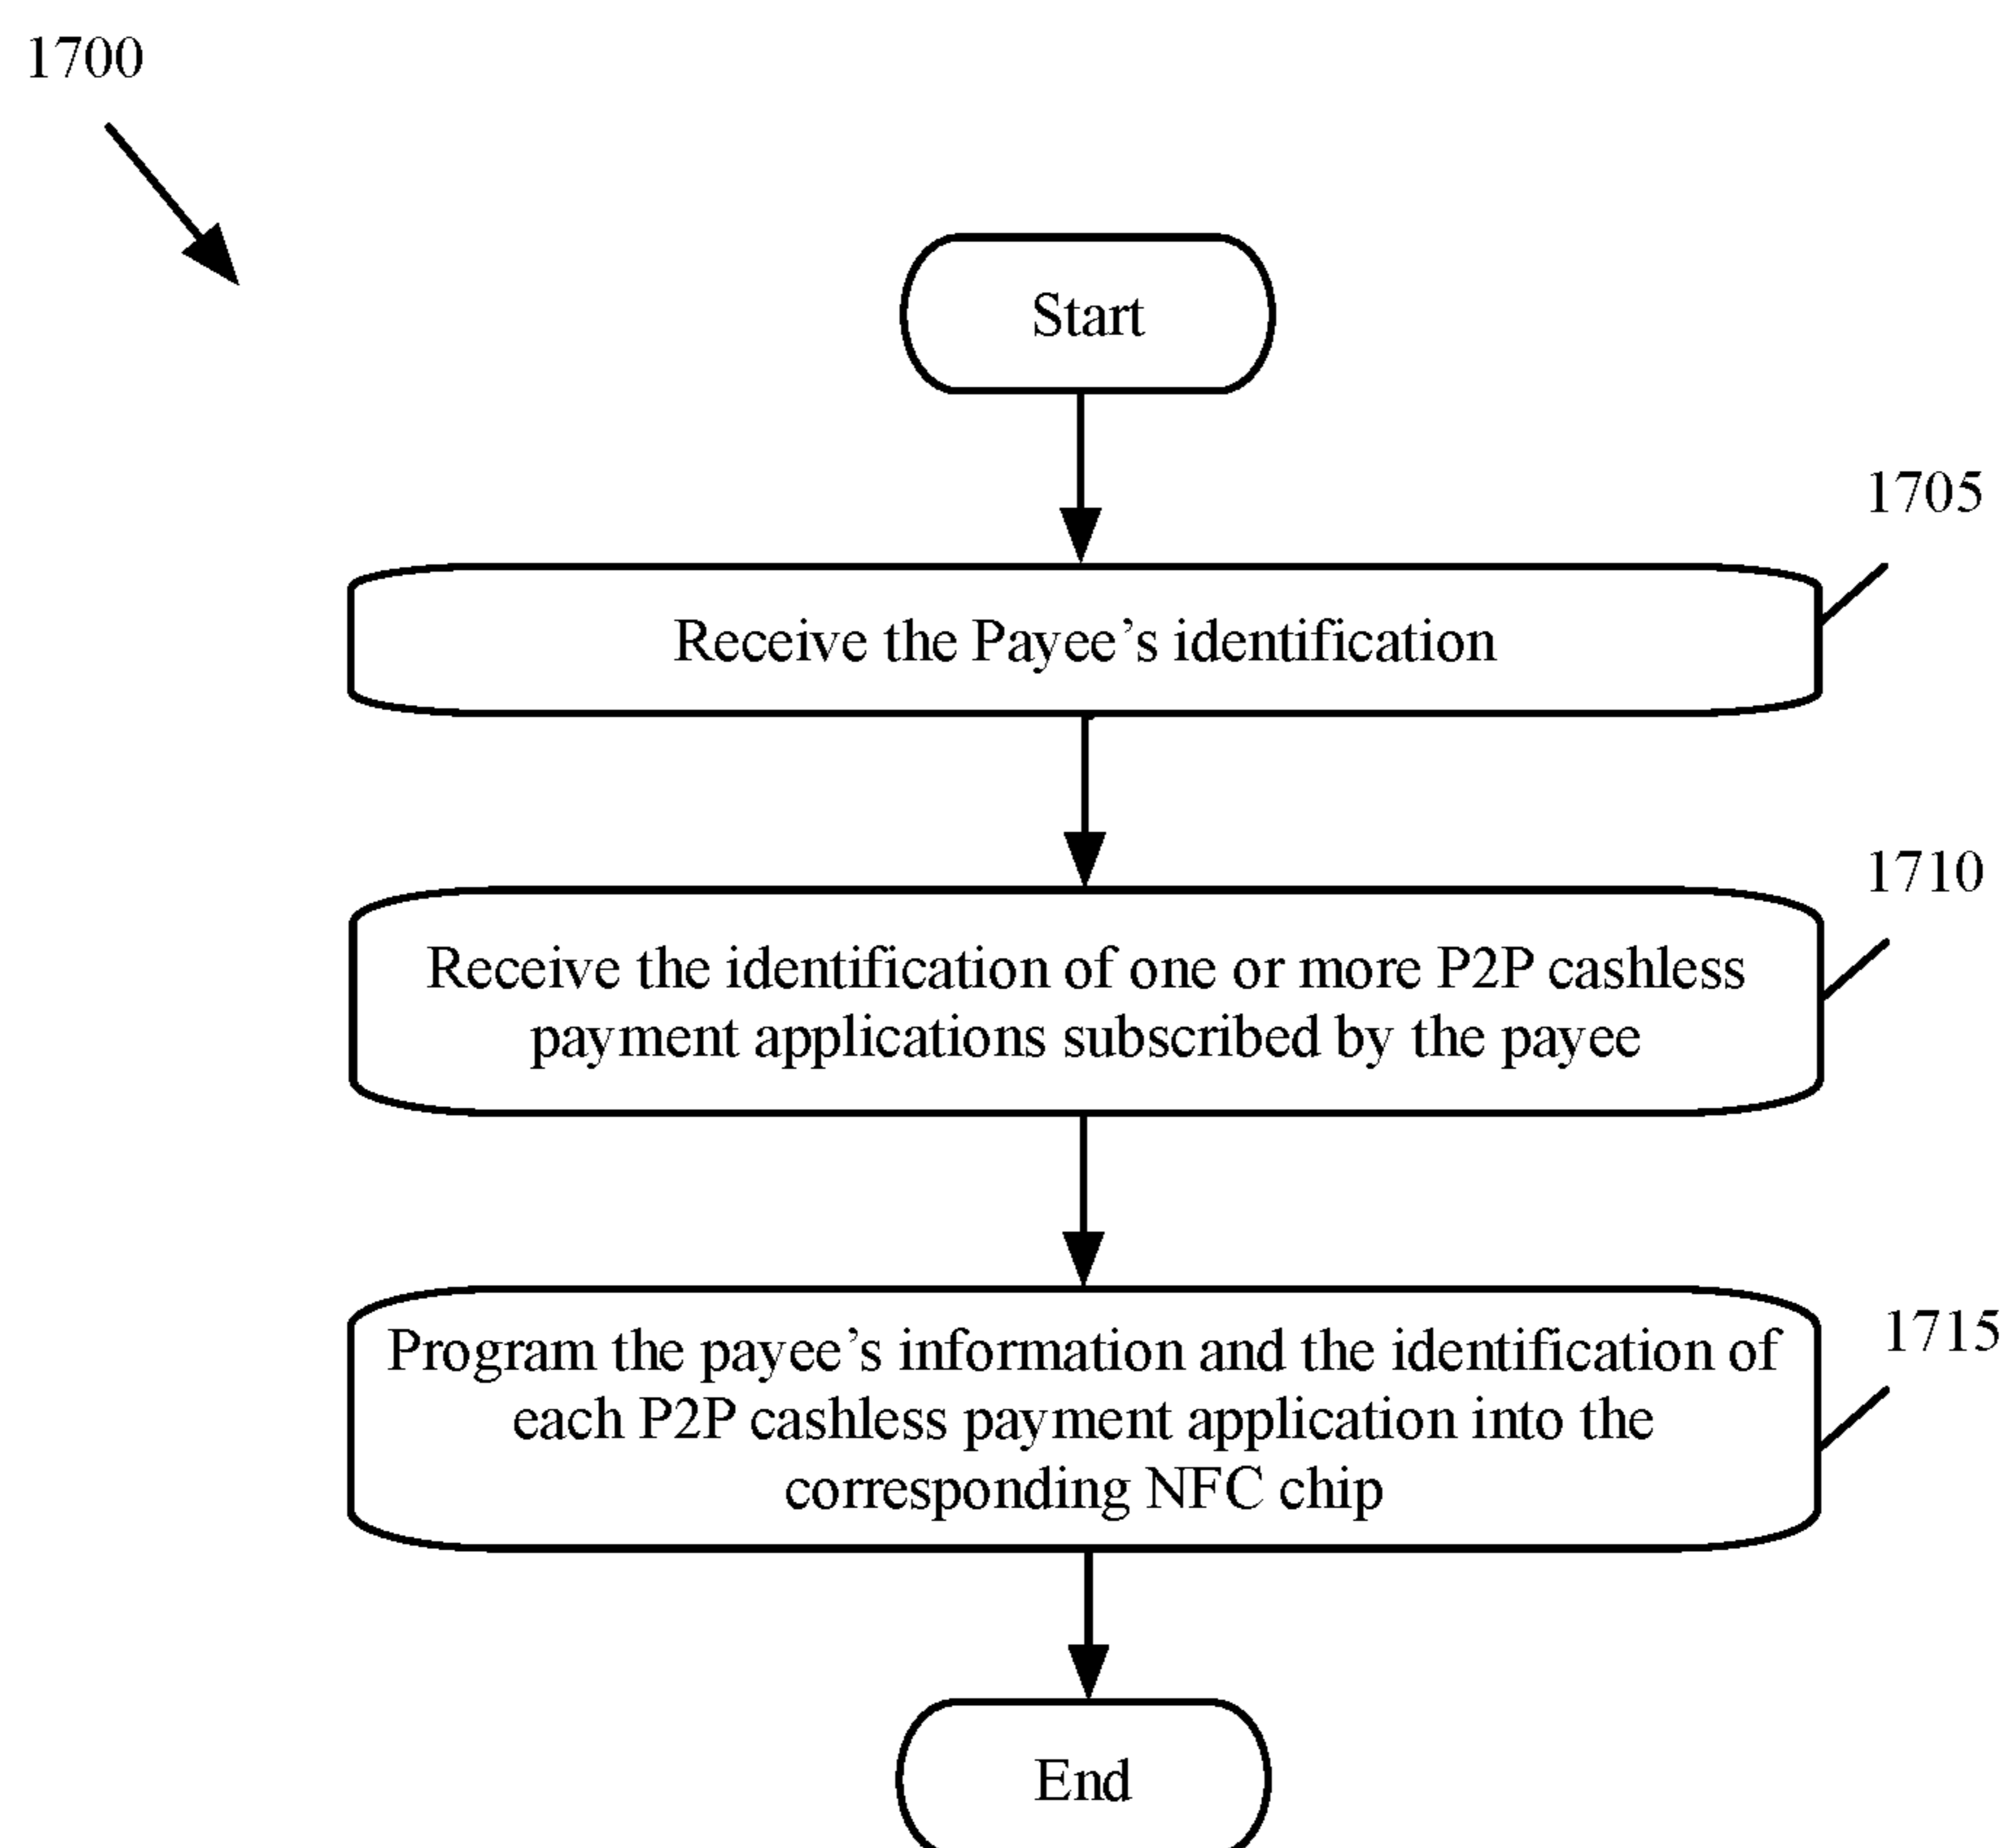 1700
Start
1705
Receive the Payee’s identification
1710
Receive the identification of one or more P2P cashless
payment applications subscribed by the payee
1715
Program the payee’s information and the identification of
each P2P cashless payment application into the
corresponding NFC chip
End